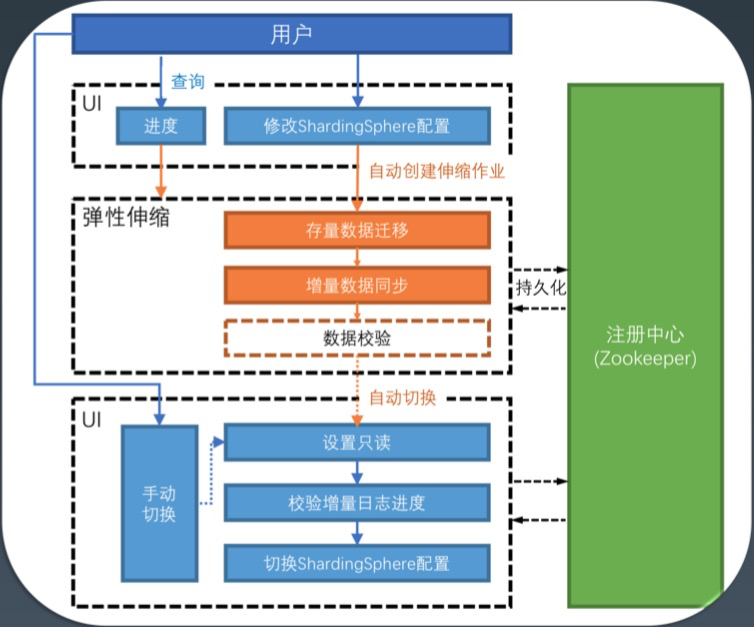 用户
查询
UI
进度
修改ShardingSphere配置
自动创建伸缩作业
弹性伸缩
存量数据迁移
增量数据同步
数据校验
持久化
注册中心
(Zookeeper)
自动切换
UI
设置只读
手动
切换
校验增量日志进度
切换ShardingSphere配置